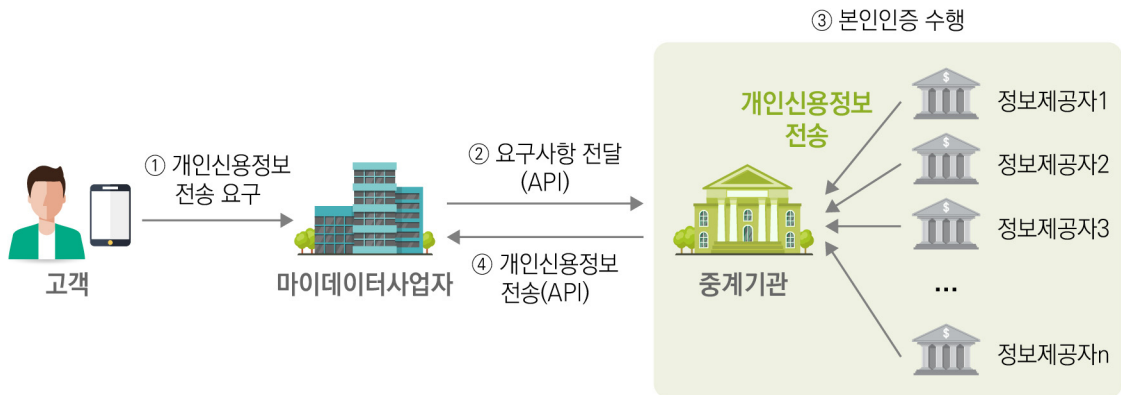 ③ 본인인증 수행
개인신용정보
전송
정보제공자1
정보제공자2
정보제공자3
...
정보제공자n
① 개인신용정보
전송 요구
② 요구사항 전달
(API)
④ 개인신용정보
전송(API)
고객
마이데이터사업자
중계기관
$
$
$
$